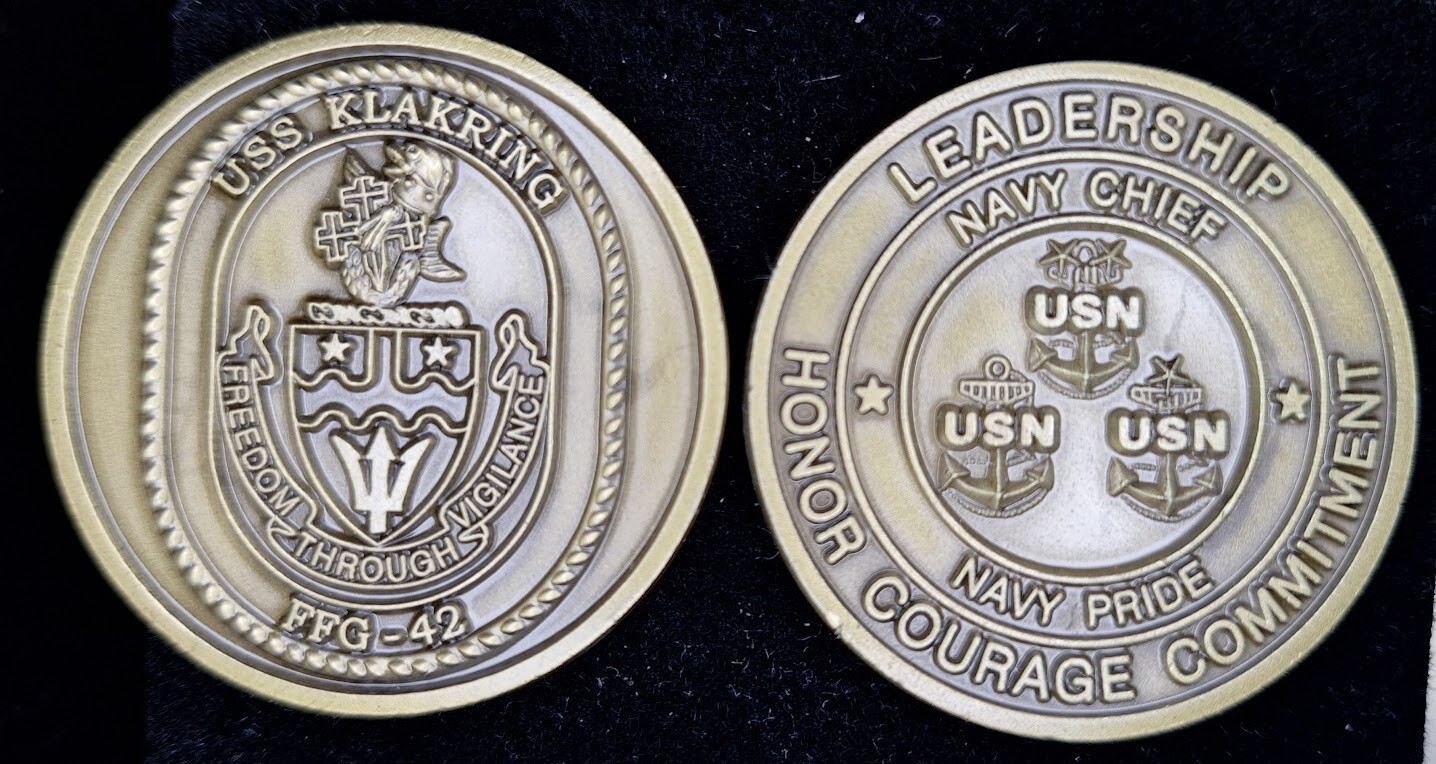 USS KLAKRING
FREEDOM THROUGH VIGILANCE
FFG-42
LEADERSHIP
NAVY CHIEF
USN
USN
USN
NAVY PRIDE
HONOR COURAGE COMMITMENT